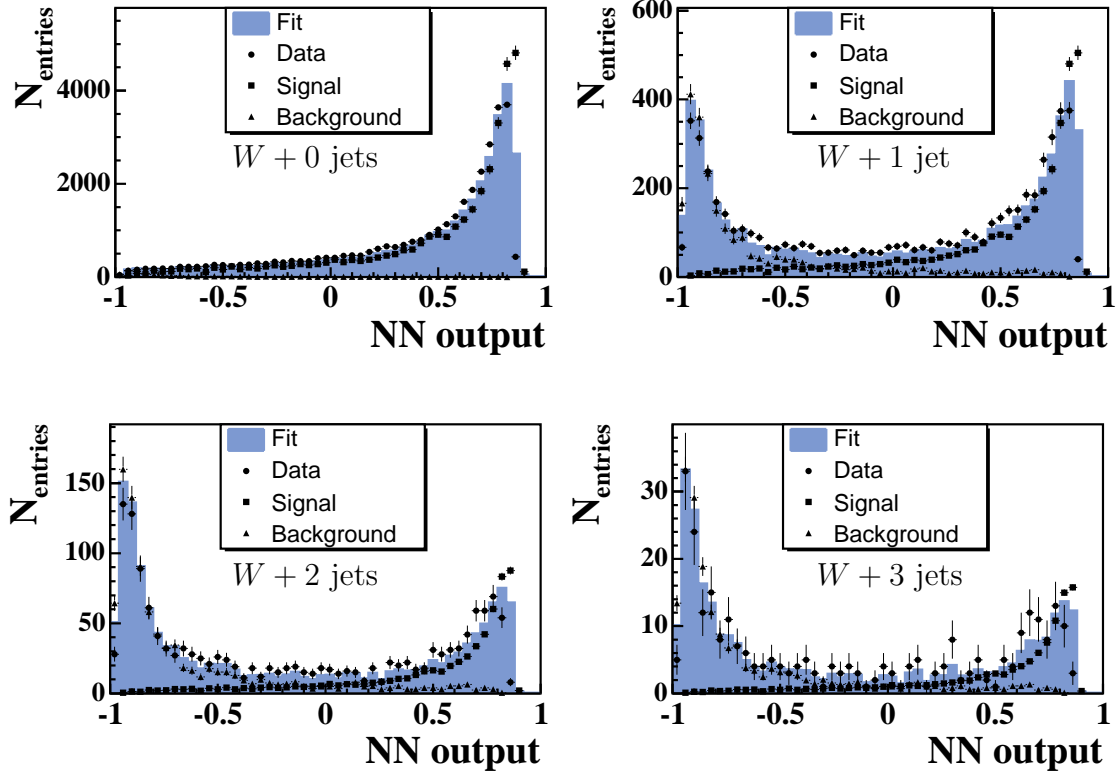 N_entries
4000
2000
0
Fit
Data
Signal
Background
W + 0 jets
-1 -0.5 0 0.5 1
NN output
N_entries
600
400
200
0
Fit
Data
Signal
Background
W + 1 jet
-1 -0.5 0 0.5 1
NN output
N_entries
150
100
50
0
Fit
Data
Signal
Background
W + 2 jets
-1 -0.5 0 0.5 1
NN output
N_entries
30
20
10
0
Fit
Data
Signal
Background
W + 3 jets
-1 -0.5 0 0.5 1
NN output